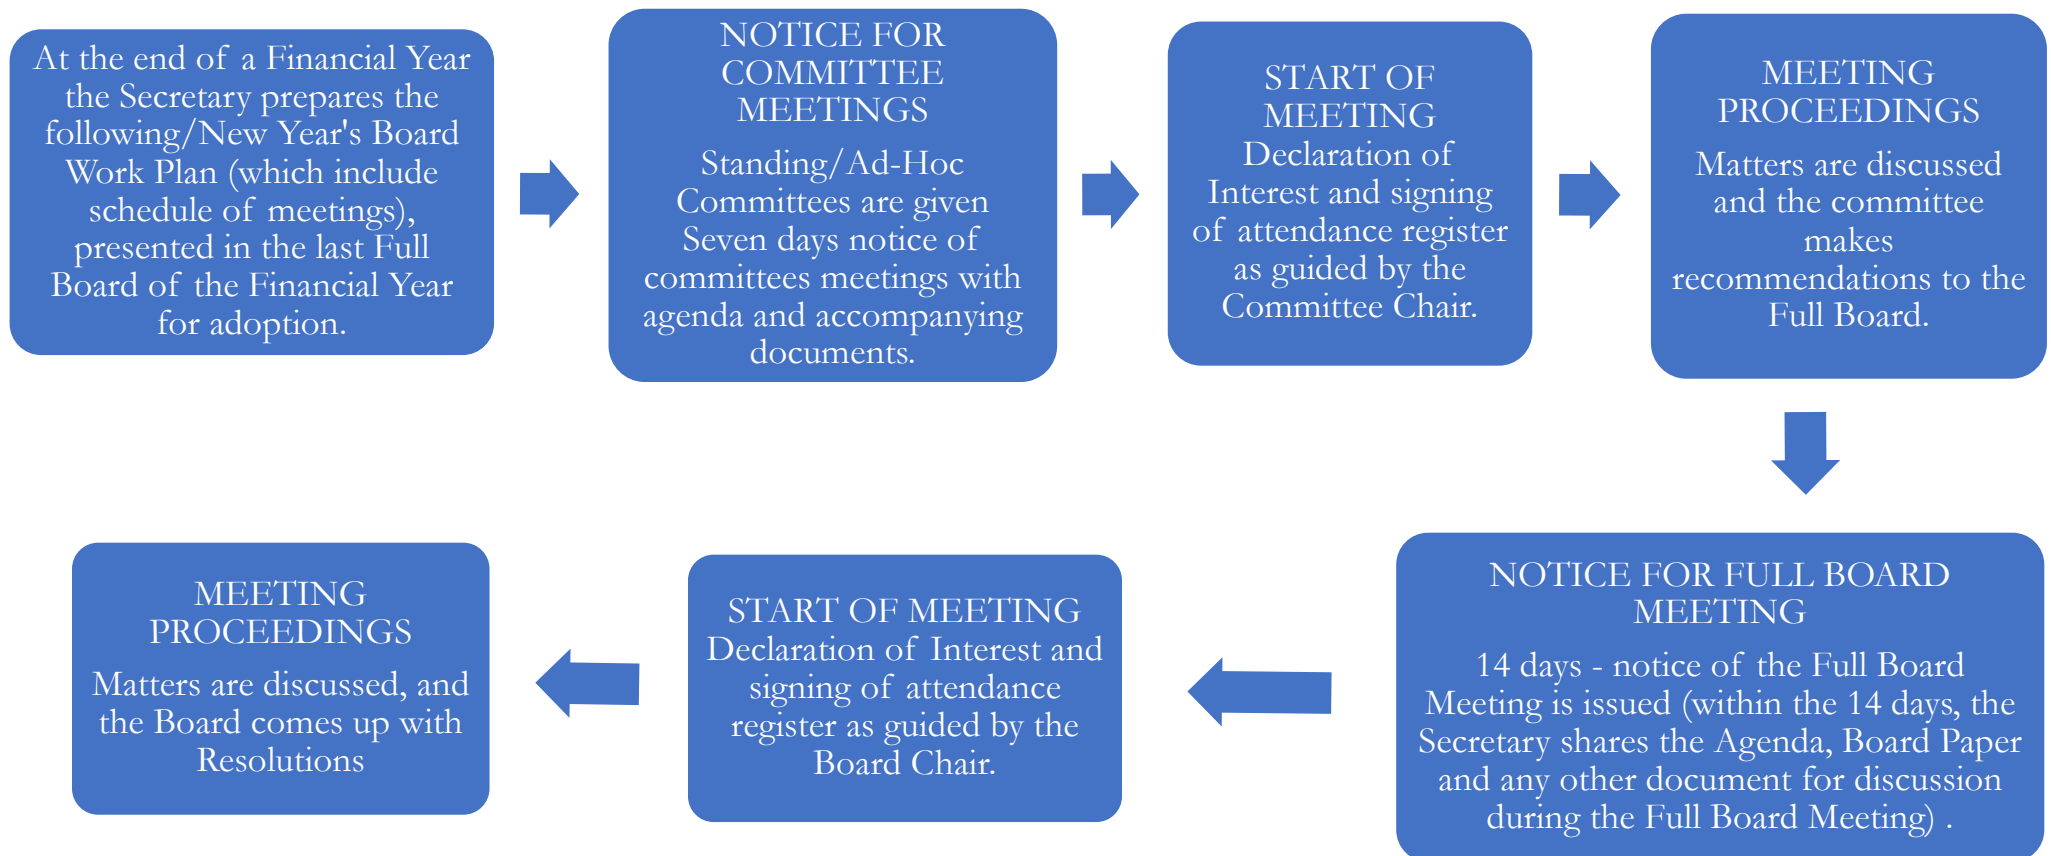 At the end of a Financial Year
the Secretary prepares the
following/New Year's Board
Work Plan (which include
schedule of meetings),
presented in the last Full
Board of the Financial Year
for adoption.
NOTICE FOR
COMMITTEE
MEETINGS
Standing/Ad-Hoc
Committees are given
Seven days notice of
committees meetings with
agenda and accompanying
documents.
START OF
MEETING
Declaration of
Interest and signing
of attendance register
as guided by the
Committee Chair.
MEETING
PROCEEDINGS
Matters are discussed
and the committee
makes
recommendations to the
Full Board.
NOTICE FOR FULL BOARD
MEETING
14 days - notice of the Full Board
Meeting is issued (within the 14 days, the
Secretary shares the Agenda, Board Paper
and any other document for discussion
during the Full Board Meeting) .
START OF MEETING
Declaration of Interest and
signing of attendance
register as guided by the
Board Chair.
MEETING
PROCEEDINGS
Matters are discussed, and
the Board comes up with
Resolutions